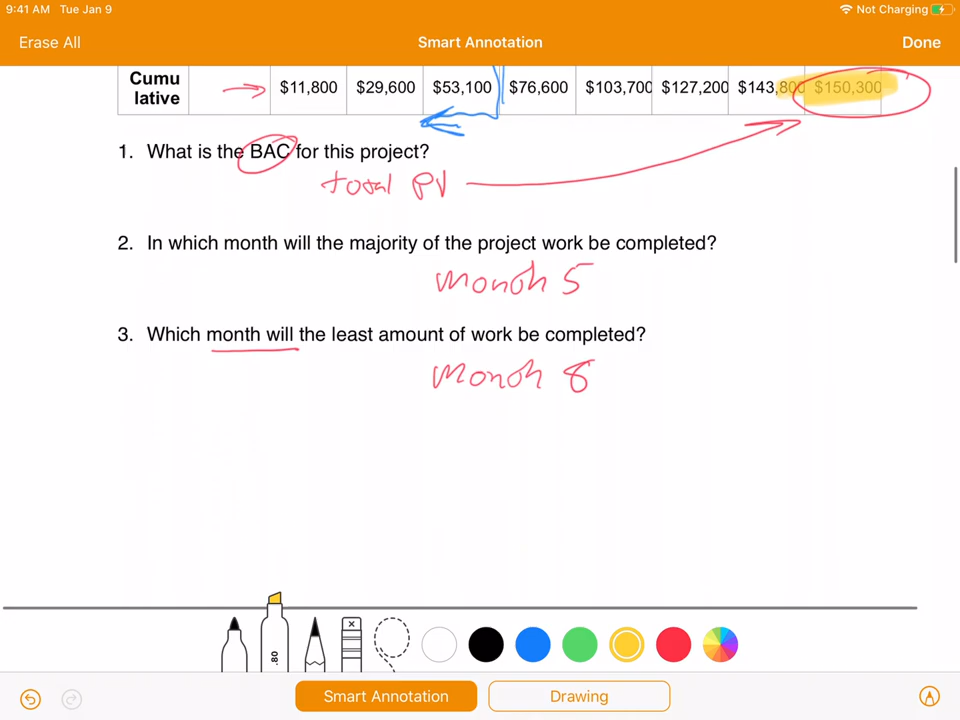 9:41 AM Tue Jan 9 Not Charging
Erase All Smart Annotation Done
Cumu
lative $11,800 $29,600 $53,100 $76,600 $103,700 $127,200 $143,800 $150,300
1. What is the BAC for this project?
total PV
2. In which month will the majority of the project work be completed?
Month 5
3. Which month will the least amount of work be completed?
Month 8
.80
Smart Annotation Drawing